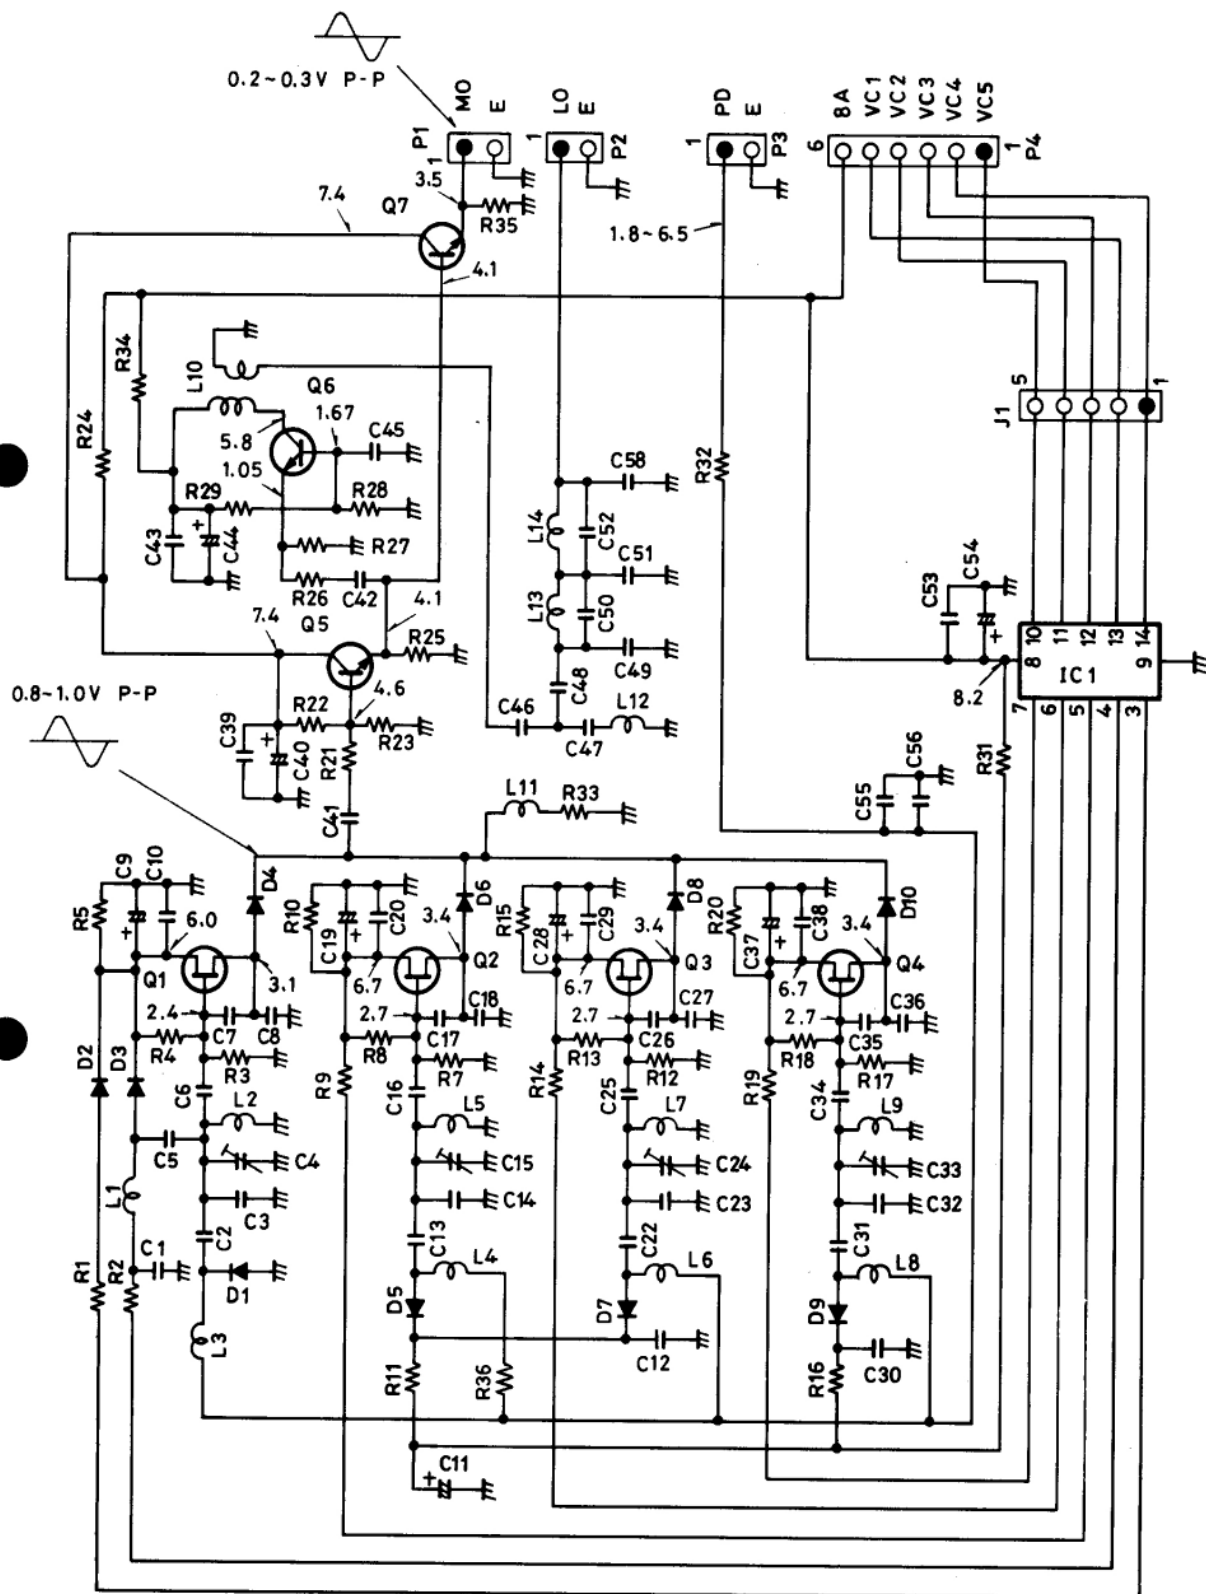 0.2~0.3V P-P
MO
E
P1
1
LO
E
1
P2
PD
E
1
P3
8A
VC1
VC2
VC3
VC4
VC5
6
1
P4
3.5
7.4
Q7
R35
4.1
1.8~6.5
R34
L10
R24
Q6
1.67
C45
5.8
1.05
R29
R28
C43
+
C44
R27
R26
C42
Q5
4.1
7.4
R25
4.6
R22
R23
C39
+
C40
R21
C41
C58
L14
C52
C51
L13
C50
C49
C48
C46
C47
L12
R32
5
1
J1
C53
C54
+
10
11
12
13
14
8
IC1
9
7
6
5
4
3
8.2
R31
C55
C56
L11
R33
0.8~1.0V P-P
R5
C9
C10
+
6.0
D4
Q1
2.4
3.1
C7
C8
R4
R3
D2
D3
C6
L2
C5
C4
L1
C3
C2
C1
R1
R2
D1
L3
R10
C19
+
C20
D6
3.4
6.7
Q2
2.7
C18
R8
C17
R7
R9
C16
L5
C15
C14
C13
L4
D5
R11
R36
C11
+
R15
C28
+
C29
D8
3.4
6.7
Q3
2.7
C27
R13
C26
R12
R14
C25
L7
C24
C23
C22
L6
D7
C12
R20
C37
+
C38
D10
3.4
6.7
Q4
2.7
C36
R18
C35
R17
R19
C34
L9
C33
C32
C31
L8
D9
R16
C30